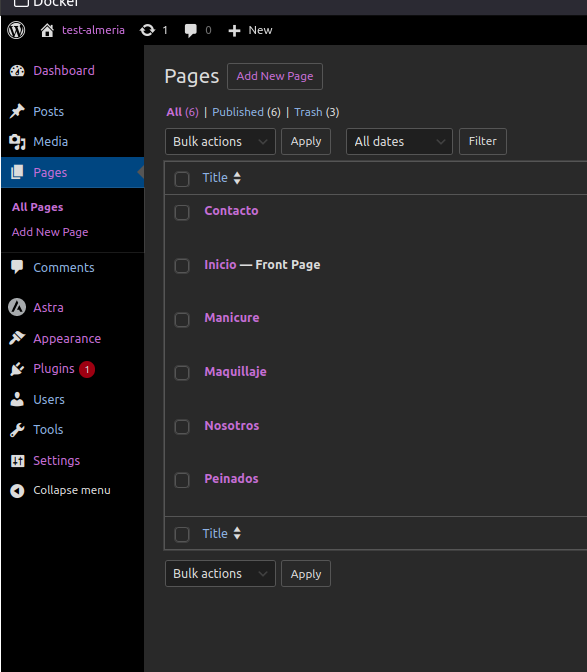 Docker
test-almeria 1 0 New
Dashboard
Posts
Media
Pages
All Pages
Add New Page
Comments
Astra
Appearance
Plugins 1
Users
Tools
Settings
Collapse menu
Pages Add New Page
All (6) | Published (6) | Trash (3)
Bulk actions Apply All dates Filter
Title
Contacto
Inicio — Front Page
Manicure
Maquillaje
Nosotros
Peinados
Title
Bulk actions Apply